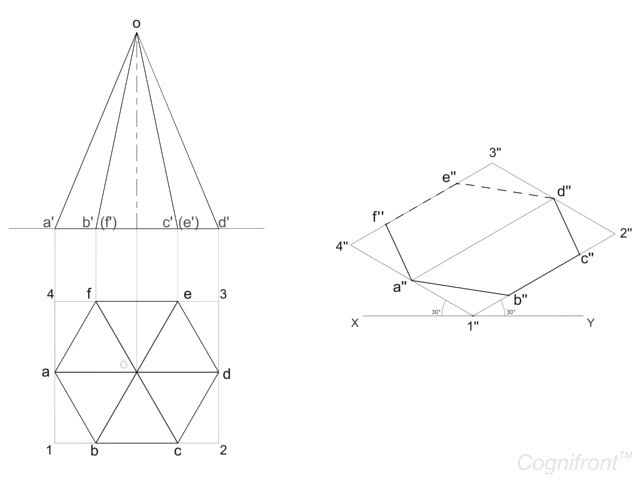 o
a' b' (f') c' (e') d'
4 f e 3
a o d
1 b c 2
3"
e" d"
f''
4" 2"
a" c"
b"
30° 30°
X 1" Y
Cognifront™